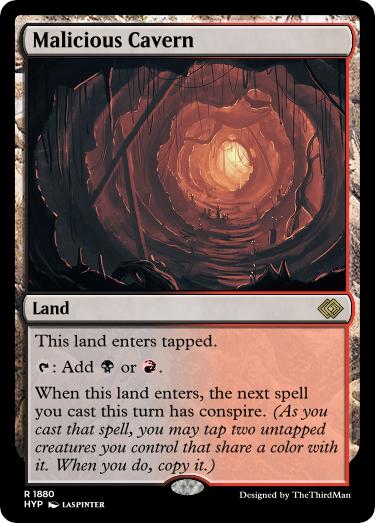 Malicious Cavern
Land
This land enters tapped.
: Add or .
When this land enters, the next spell
you cast this turn has conspire. (As you
cast that spell, you may tap two untapped
creatures you control that share a color with
it. When you do, copy it.)
R 1880
HYP LASPINTER
Designed by TheThirdMan